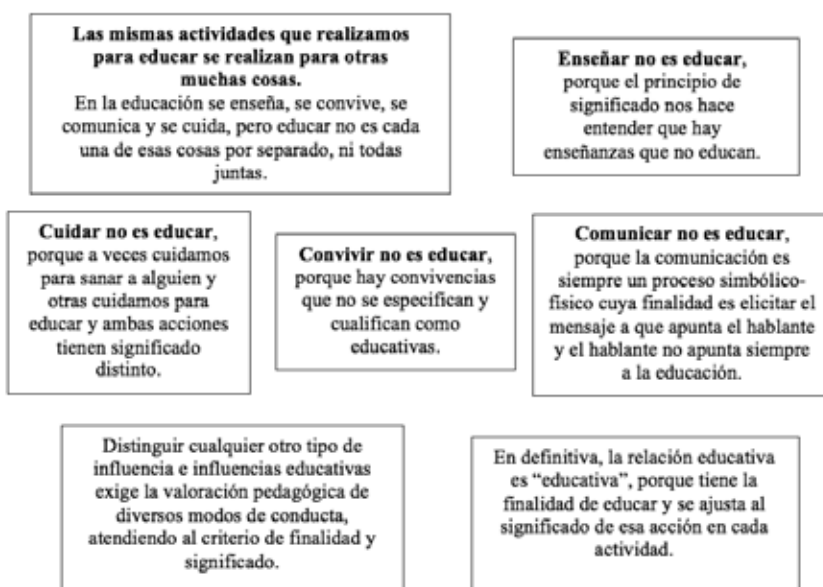 Las mismas actividades que realizamos
para educar se realizan para otras
muchas cosas.
En la educación se enseña, se convive, se
comunica y se cuida, pero educar no es cada
una de esas cosas por separado, ni todas
juntas.
Enseñar no es educar,
porque el principio de
significado nos hace
entender que hay
enseñanzas que no educan.
Cuidar no es educar,
porque a veces cuidamos
para sanar a alguien y
otras cuidamos para
educar y ambas acciones
tienen significado
distinto.
Convivir no es educar,
porque hay convivencias
que no se especifican y
cualifican como
educativas.
Comunicar no es educar,
porque la comunicación es
siempre un proceso simbólico-
físico cuya finalidad es elicitar el
mensaje a que apunta el hablante
y el hablante no apunta siempre
a la educación.
Distinguir cualquier otro tipo de
influencia e influencias educativas
exige la valoración pedagógica de
diversos modos de conducta,
atendiendo al criterio de finalidad y
significado.
En definitiva, la relación educativa
es “educativa”, porque tiene la
finalidad de educar y se ajusta al
significado de esa acción en cada
actividad.